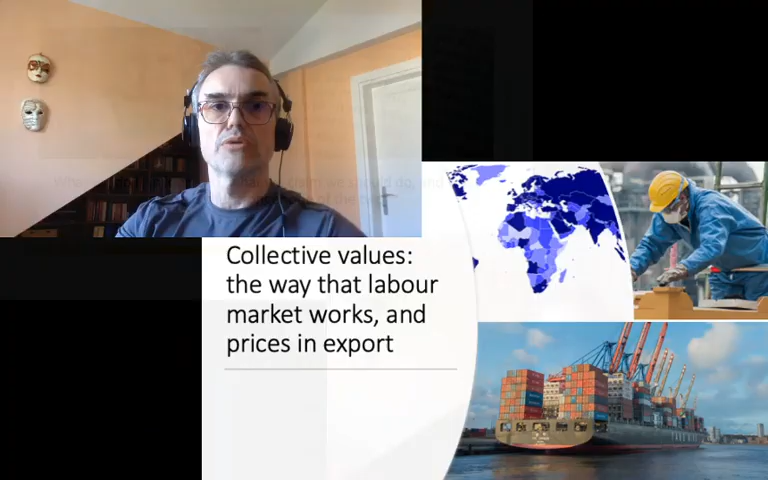 Collective values:
the way that labour
market works, and
prices in export